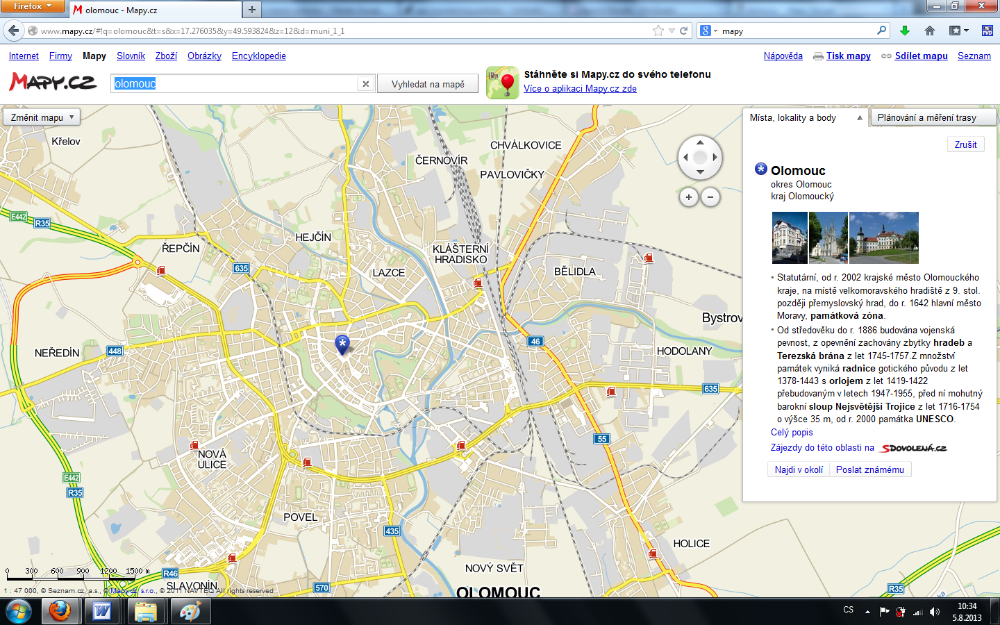 Firefox
olomouc - Mapy.cz
www.mapy.cz/#!q=olomouc&t=s&x=17.276035&y=49.593824&z=12&d=muni_1_1
mapy
Internet Firmy Mapy Slovník Zboží Obrázky Encyklopedie
Nápověda Tisk mapy Sdílet mapu Seznam
MAPY.CZ
olomouc
Vyhledat na mapě
Stáhněte si Mapy.cz do svého telefonu
Více o aplikaci Mapy.cz zde
Změnit mapu
Místa, lokality a body
Plánování a měření trasy
Zrušit
Olomouc
okres Olomouc
kraj Olomoucký
Statutární, od r. 2002 krajské město Olomouckého
kraje, na místě velkomoravského hradiště z 9. stol.
později přemyslovský hrad, do r. 1642 hlavní město
Moravy, památková zóna.
Od středověku do r. 1886 budována vojenská
pevnost, z opevnění zachovány zbytky hradeb a
Terezská brána z let 1745-1757.Z množství
památek vyniká radnice gotického původu z let
1378-1443 s orlojem z let 1419-1422
přebudovaným v letech 1947-1955, před ní mohutný
barokní sloup Nejsvětější Trojice z let 1716-1754
o výšce 35 m, od r. 2000 památka UNESCO.
Celý popis
Zájezdy do této oblasti na SDOVOLENÁ.CZ
Najdi v okolí Poslat známému
Křelov
CHVÁLKOVICE
ČERNOVÍR
PAVLOVIČKY
E442
R35
HEJČÍN
ŘEPČÍN
KLÁŠTERNÍ
HRADISKO
635
LAZCE
BĚLIDLA
Bystrov
46
NEŘEDÍN
448
HODOLANY
635
55
NOVÁ
ULICE
E442
R35
POVEL
435
HOLICE
NOVÝ SVĚT
R46
SLAVONÍN
570
OLOMOUC
R35
0 300 600 900 1200 1500 m
1 : 47 000, © Seznam.cz, a.s., © Mapy.cz, s.r.o., © 2011 NAVTEQ All rights reserved
CS
10:34
5.8.2013